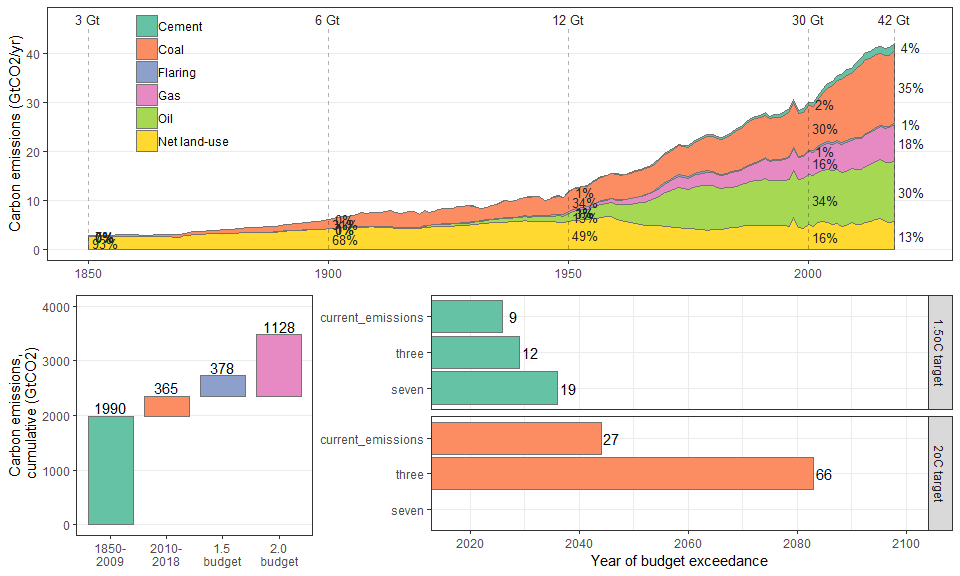 3 Gt
6 Gt
12 Gt
30 Gt
42 Gt
Cement
Coal
Flaring
Gas
Oil
Net land-use
Carbon emissions (GtCO2/yr)
40
30
20
10
0
93%
68%
1%
34%
49%
2%
30%
1%
16%
34%
16%
4%
35%
1%
18%
30%
13%
1850
1900
1950
2000
Carbon emissions,
cumulative (GtCO2)
4000
3000
2000
1000
0
1990
365
378
1128
1850-
2009
2010-
2018
1.5
budget
2.0
budget
current_emissions
three
seven
9
12
19
1.5oC target
current_emissions
three
seven
27
66
2oC target
2020
2040
2060
2080
2100
Year of budget exceedance